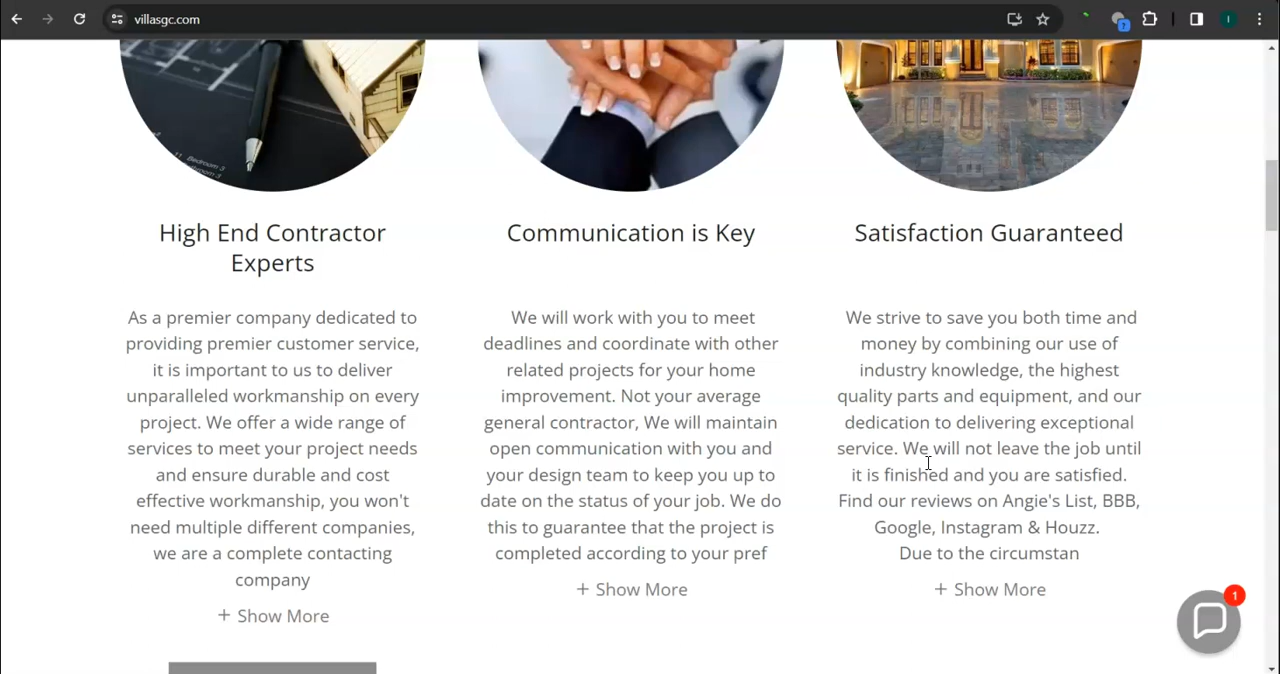 villasgc.com
High End Contractor
Experts
As a premier company dedicated to
providing premier customer service,
it is important to us to deliver
unparalleled workmanship on every
project. We offer a wide range of
services to meet your project needs
and ensure durable and cost
effective workmanship, you won't
need multiple different companies,
we are a complete contacting
company
+ Show More
Communication is Key
We will work with you to meet
deadlines and coordinate with other
related projects for your home
improvement. Not your average
general contractor, We will maintain
open communication with you and
your design team to keep you up to
date on the status of your job. We do
this to guarantee that the project is
completed according to your pref
+ Show More
Satisfaction Guaranteed
We strive to save you both time and
money by combining our use of
industry knowledge, the highest
quality parts and equipment, and our
dedication to delivering exceptional
service. We will not leave the job until
it is finished and you are satisfied.
Find our reviews on Angie's List, BBB,
Google, Instagram & Houzz.
Due to the circumstan
+ Show More
1